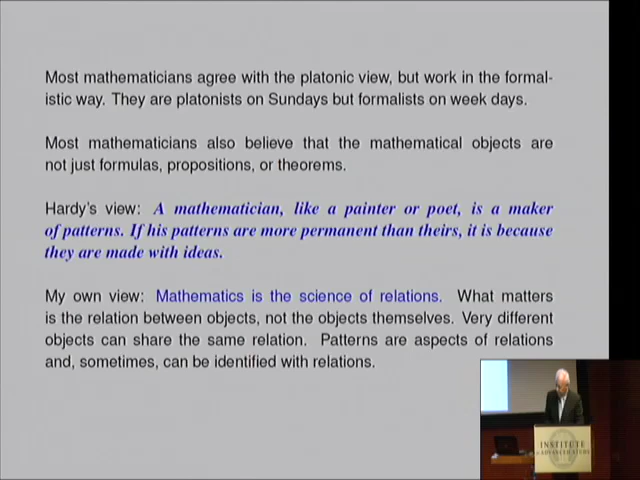 Most mathematicians agree with the platonic view, but work in the formal-
istic way. They are platonists on Sundays but formalists on week days.
Most mathematicians also believe that the mathematical objects are
not just formulas, propositions, or theorems.
Hardy's view: A mathematician, like a painter or poet, is a maker
of patterns. If his patterns are more permanent than theirs, it is because
they are made with ideas.
My own view: Mathematics is the science of relations. What matters
is the relation between objects, not the objects themselves. Very different
objects can share the same relation. Patterns are aspects of relations
and, sometimes, can be identified with relations.
INSTITUTE
for ADVANCED STUDY